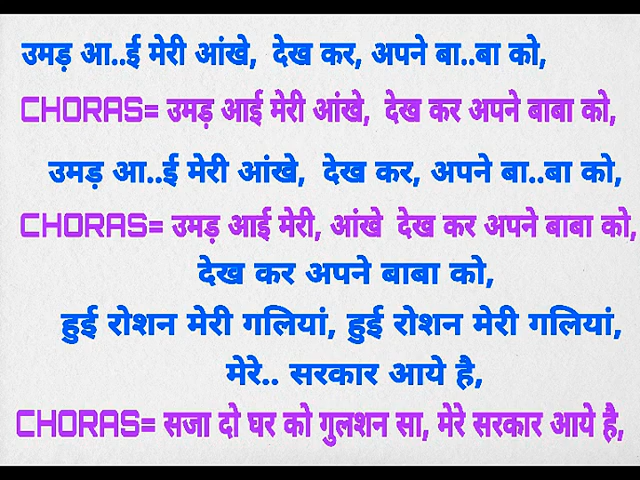 उमड़ आ..ई मेरी आंखे, देख कर, अपने बा..बा को,
CHORAS= उमड़ आई मेरी आंखे, देख कर अपने बाबा को,
उमड़ आ..ई मेरी आंखे, देख कर, अपने बा..बा को,
CHORAS= उमड़ आई मेरी, आंखे देख कर अपने बाबा को,
देख कर अपने बाबा को,
हुई रोशन मेरी गलियां, हुई रोशन मेरी गलियां,
मेरे.. सरकार आये है,
CHORAS= सजा दो घर को गुलशन सा, मेरे सरकार आये है,